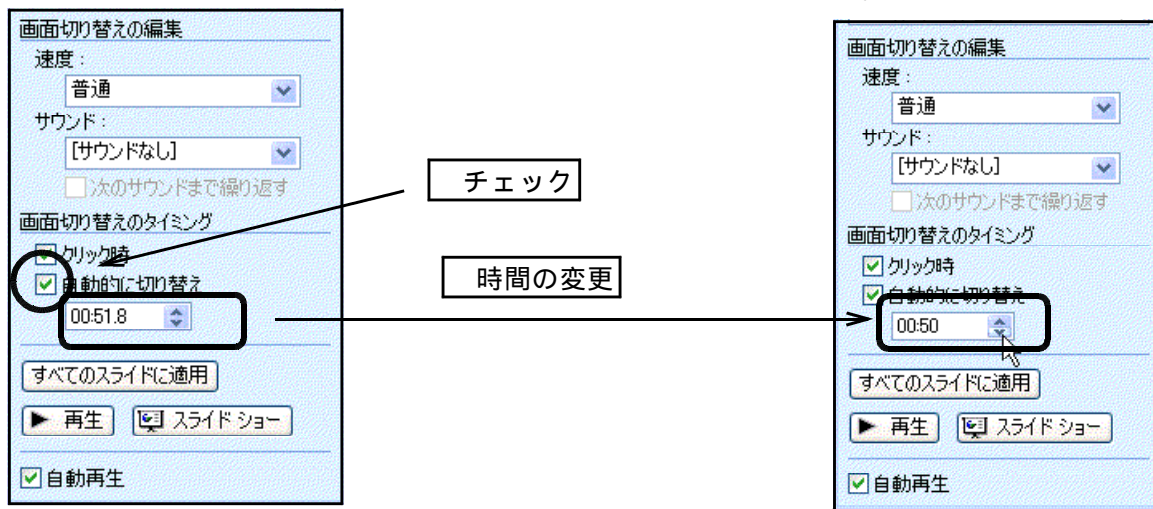 画面切り替えの編集
速度：
普通
サウンド：
[サウンドなし]
次のサウンドまで繰り返す
画面切り替えのタイミング
クリック時
自動的に切り替え
00:51.8
すべてのスライドに適用
再生 スライド ショー
自動再生
チェック
時間の変更
画面切り替えの編集
速度：
普通
サウンド：
[サウンドなし]
次のサウンドまで繰り返す
画面切り替えのタイミング
クリック時
自動的に切り替え
00:50
すべてのスライドに適用
再生 スライド ショー
自動再生